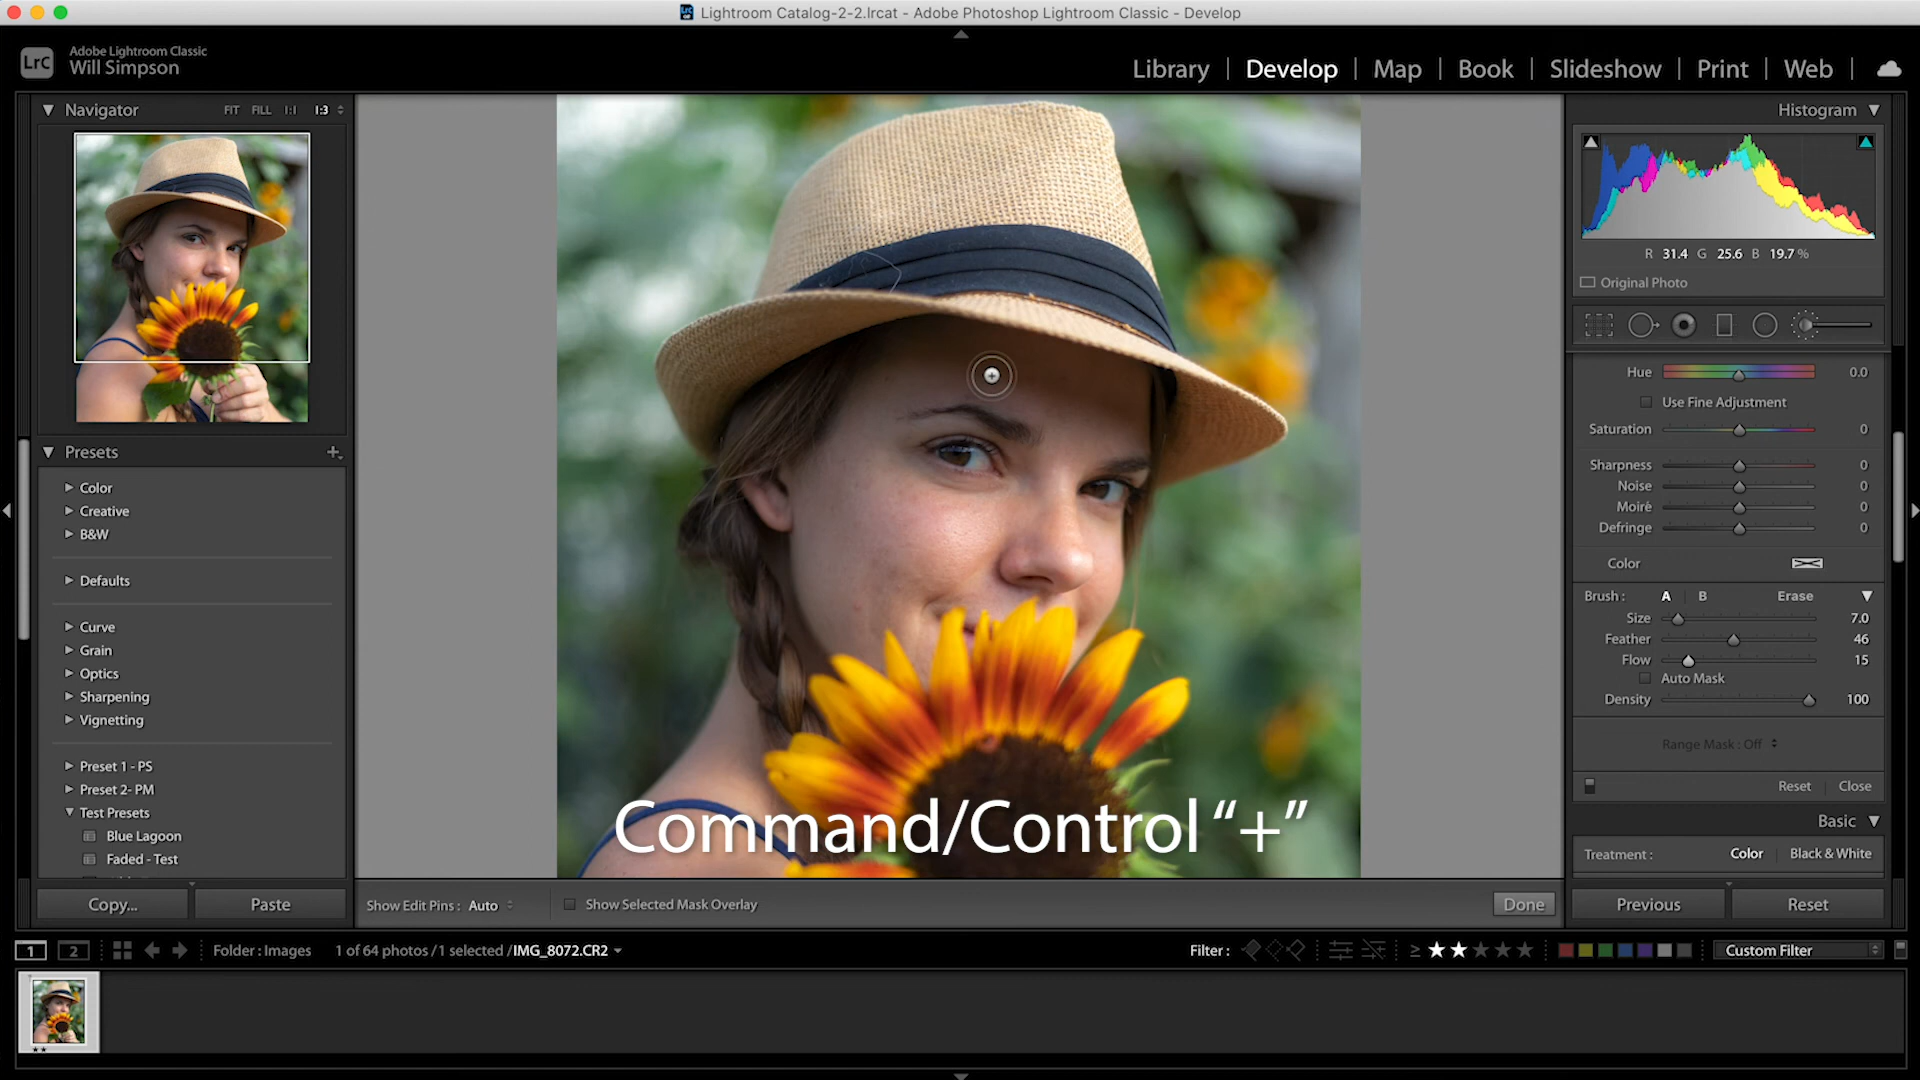 Lightroom Catalog-2-2.lrcat - Adobe Photoshop Lightroom Classic - Develop
LrC
Adobe Lightroom Classic
Will Simpson
Library | Develop | Map | Book | Slideshow | Print | Web
Navigator FIT FILL 1:1 1:3
Presets
Color
Creative
B&W
Defaults
Curve
Grain
Optics
Sharpening
Vignetting
Preset 1 - PS
Preset 2- PM
Test Presets
Blue Lagoon
Faded - Test
Copy... Paste
Command/Control “+”
Show Edit Pins : Auto
Show Selected Mask Overlay
Done
Histogram
R 31.4 G 25.6 B 19.7 %
Original Photo
Hue 0.0
Use Fine Adjustment
Saturation 0
Sharpness 0
Noise 0
Moiré 0
Defringe 0
Color
Brush : A | B Erase
Size 7.0
Feather 46
Flow 15
Auto Mask
Density 100
Range Mask : Off
Reset Close
Basic
Treatment : Color Black & White
Previous Reset
1 2 Folder : Images 1 of 64 photos / 1 selected / IMG_8072.CR2
Filter : ≥ ★★★★★ Custom Filter